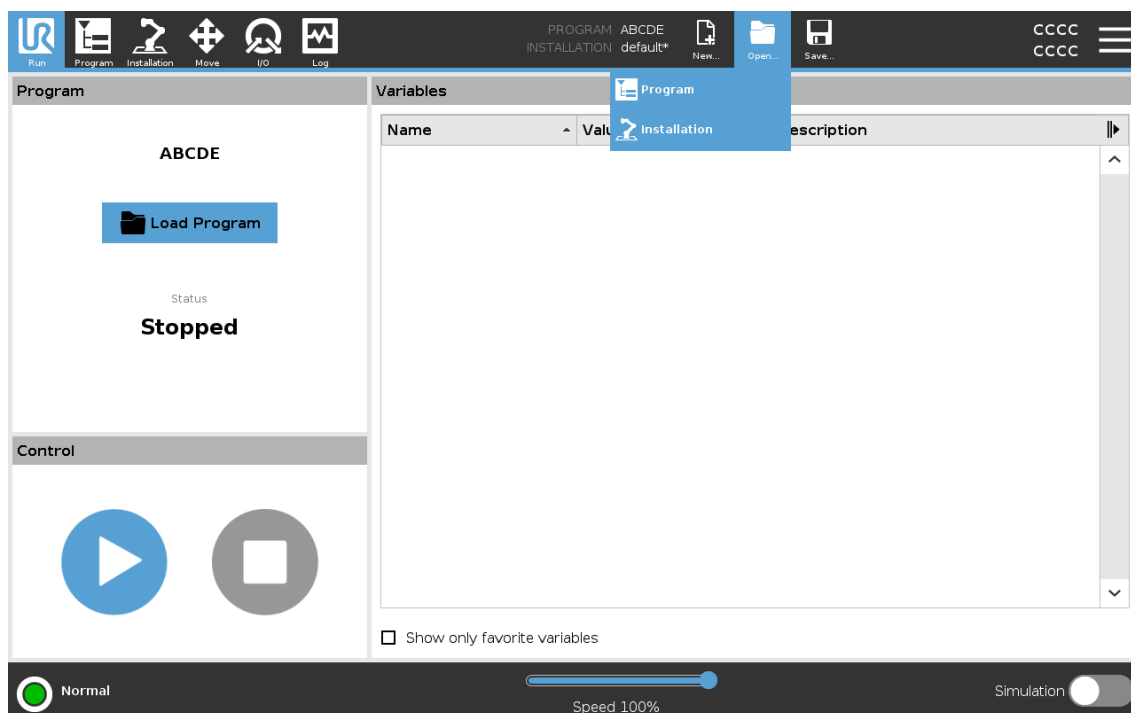 UR
Run
Program
Installation
Move
I/O
Log
PROGRAM ABCDE
INSTALLATION default*
New...
Open...
Save...
CCCC
CCCC
Program
Variables
Program
Installation
Name
Valu
escription
ABCDE
Load Program
Status
Stopped
Control
Show only favorite variables
Normal
Speed 100%
Simulation